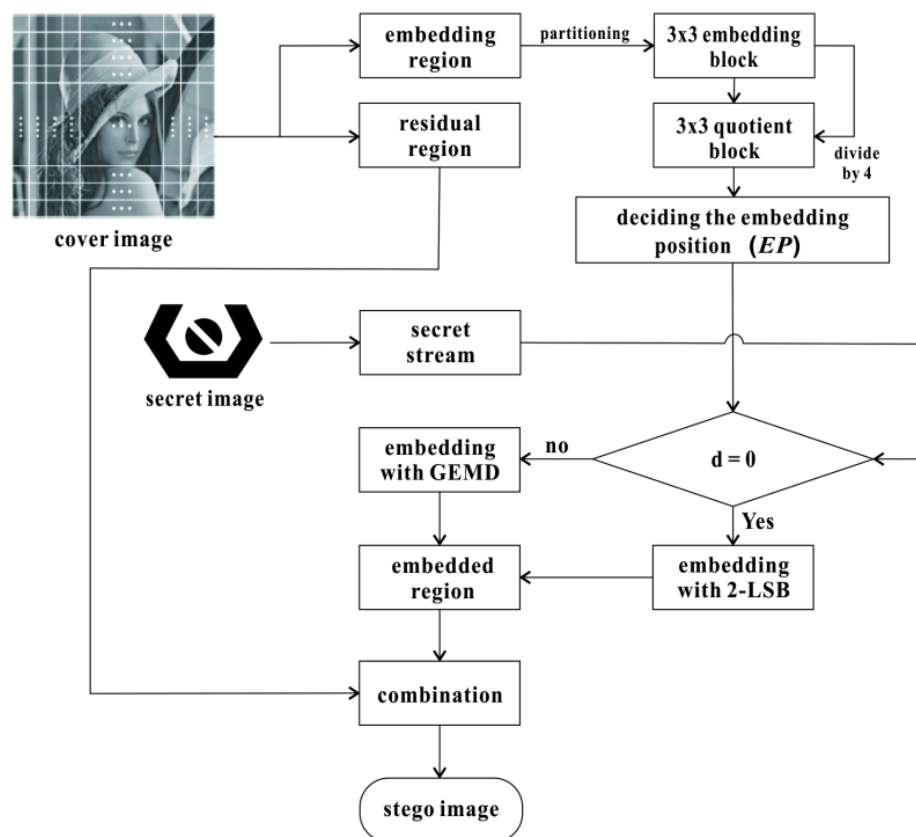 embedding
region
partitioning
3x3 embedding
block
residual
region
3x3 quotient
block
divide
by 4
cover image
deciding the embedding
position (EP)
secret
stream
secret image
embedding
with GEMD
no
d = 0
Yes
embedded
region
embedding
with 2-LSB
combination
stego image